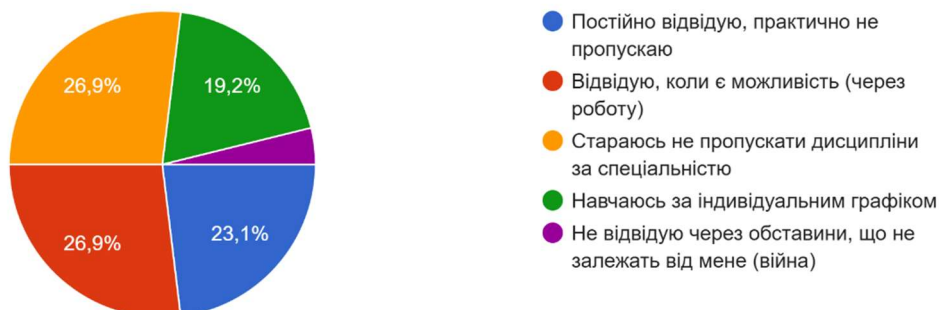 26,9%
19,2%
26,9%
23,1%
Постійно відвідую, практично не
пропускаю
Відвідую, коли є можливість (через
роботу)
Стараюсь не пропускати дисципліни
за спеціальністю
Навчаюсь за індивідуальним графіком
Не відвідую через обставини, що не
залежать від мене (війна)